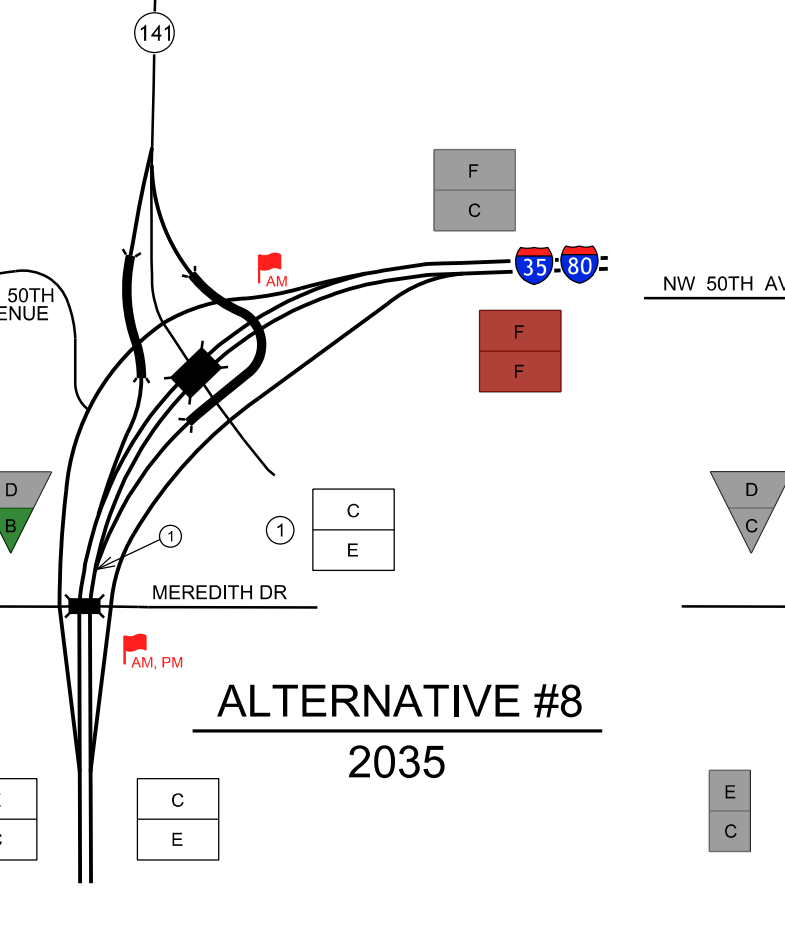 141
F
C
AM
35 80
NW 50TH AV
50TH
ENUE
F
F
D
B
D
C
C
E
1
1
MEREDITH DR
AM, PM
ALTERNATIVE #8
2035
C
E
E
C